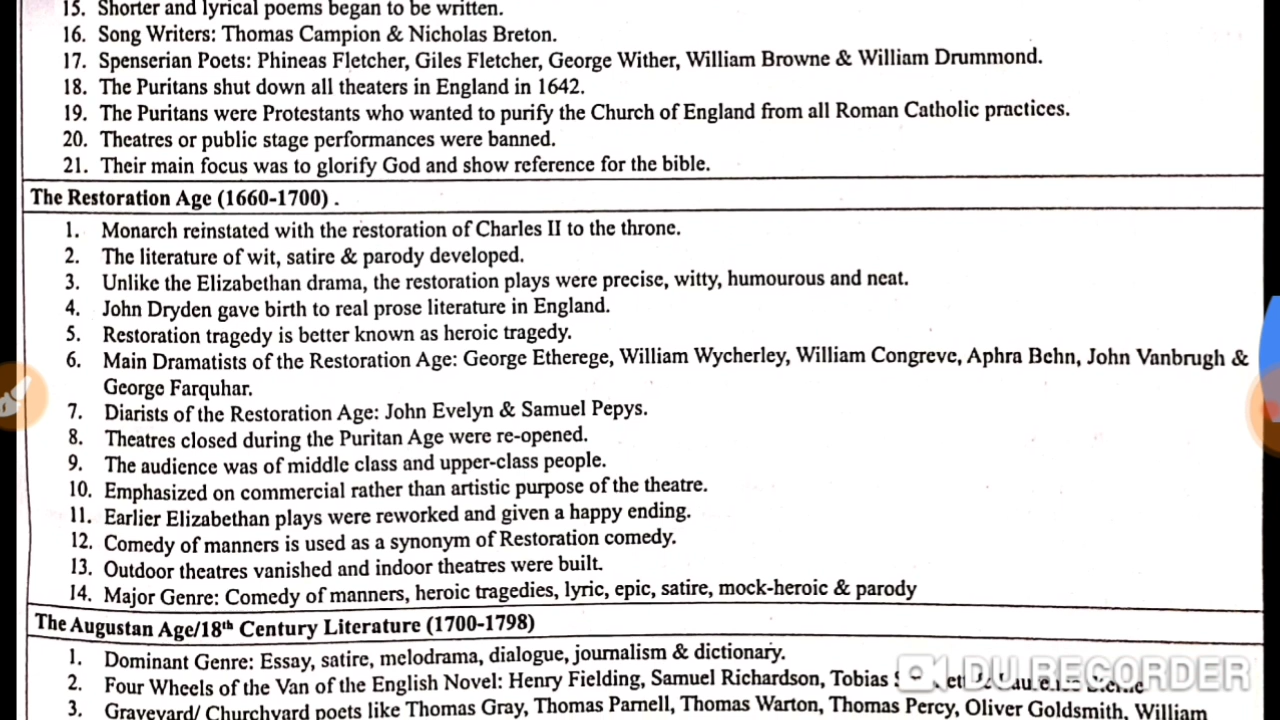 15. Shorter and lyrical poems began to be written.
16. Song Writers: Thomas Campion & Nicholas Breton.
17. Spenserian Poets: Phineas Fletcher, Giles Fletcher, George Wither, William Browne & William Drummond.
18. The Puritans shut down all theaters in England in 1642.
19. The Puritans were Protestants who wanted to purify the Church of England from all Roman Catholic practices.
20. Theatres or public stage performances were banned.
21. Their main focus was to glorify God and show reference for the bible.
The Restoration Age (1660-1700) .
1. Monarch reinstated with the restoration of Charles II to the throne.
2. The literature of wit, satire & parody developed.
3. Unlike the Elizabethan drama, the restoration plays were precise, witty, humourous and neat.
4. John Dryden gave birth to real prose literature in England.
5. Restoration tragedy is better known as heroic tragedy.
6. Main Dramatists of the Restoration Age: George Etherege, William Wycherley, William Congreve, Aphra Behn, John Vanbrugh &
George Farquhar.
7. Diarists of the Restoration Age: John Evelyn & Samuel Pepys.
8. Theatres closed during the Puritan Age were re-opened.
9. The audience was of middle class and upper-class people.
10. Emphasized on commercial rather than artistic purpose of the theatre.
11. Earlier Elizabethan plays were reworked and given a happy ending.
12. Comedy of manners is used as a synonym of Restoration comedy.
13. Outdoor theatres vanished and indoor theatres were built.
14. Major Genre: Comedy of manners, heroic tragedies, lyric, epic, satire, mock-heroic & parody
The Augustan Age/18th Century Literature (1700-1798)
1. Dominant Genre: Essay, satire, melodrama, dialogue, journalism & dictionary.
2. Four Wheels of the Van of the English Novel: Henry Fielding, Samuel Richardson, Tobias
3. Graveyard/ Churchyard poets like Thomas Gray, Thomas Parnell, Thomas Warton, Thomas Percy, Oliver Goldsmith, William
DU RECORDER